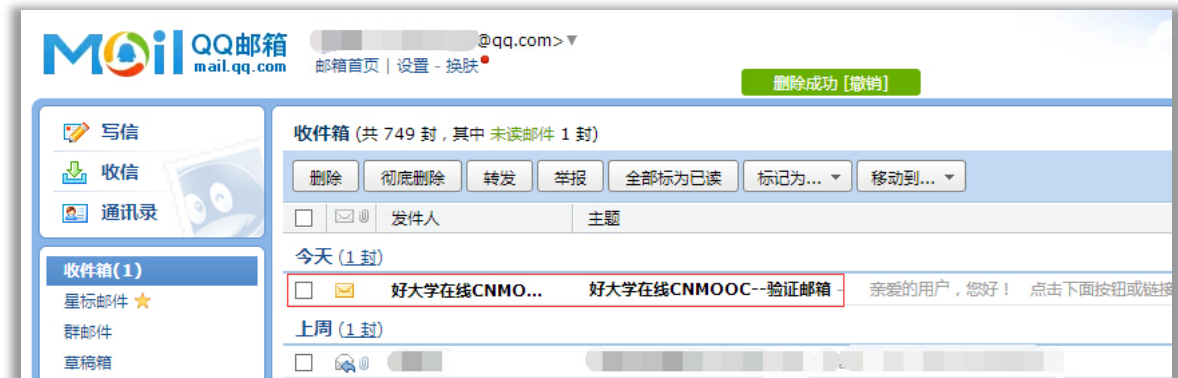 Mail QQ邮箱 @qq.com>▼
mail.qq.com 邮箱首页 | 设置 - 换肤
删除成功 [撤销]
写信
收信
通讯录
收件箱 (共 749 封，其中 未读邮件 1 封)
删除 彻底删除 转发 举报 全部标为已读 标记为... 移动到...
发件人 主题
收件箱(1)
星标邮件
群邮件
草稿箱
今天 (1 封)
好大学在线CNMO... 好大学在线CNMOOC--验证邮箱 - 亲爱的用户，您好！ 点击下面按钮或链接
上周 (1 封)